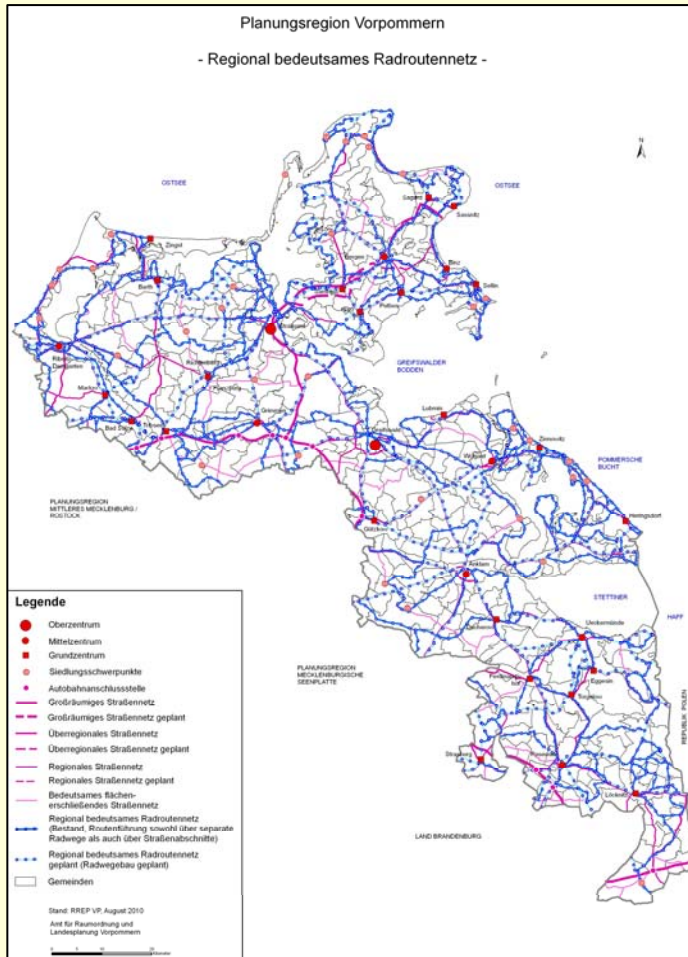 Planungsregion Vorpommern
- Regional bedeutsames Radroutennetz -
N
OSTSEE
OSTSEE
Sagard
Sassnitz
Zingst
Bergen
Binz
Barth
Sellin
Putbus
Stralsund
GREIFSWALDER
BODDEN
Ribnitz-
Damgarten
Marlow
Bad Sülze
Tribsees
Grimmen
Greifswald
Lubmin
Zinnowitz
Wolgast
POMMERSCHE
BUCHT
PLANUNGSREGION
MITTLERES MECKLENBURG /
ROSTOCK
Gützkow
Heringsdorf
Anklam
STETTINER
HAFF
Ducherow
Ueckermünde
PLANUNGSREGION
MECKLENBURGISCHE
SEENPLATTE
Eggesin
Ferdinands-
hof
Torgelow
REPUBLIK POLEN
Strasburg
Pasewalk
Löcknitz
LAND BRANDENBURG
Legende
Oberzentrum
Mittelzentrum
Grundzentrum
Siedlungsschwerpunkte
Autobahnanschlussstelle
Großräumiges Straßennetz
Großräumiges Straßennetz geplant
Überregionales Straßennetz
Überregionales Straßennetz geplant
Regionales Straßennetz
Regionales Straßennetz geplant
Bedeutsames flächen-
erschließendes Straßennetz
Regional bedeutsames Radroutennetz
(Bestand, Routenführung sowohl über separate
Radwege als auch über Straßenabschnitte)
Regional bedeutsames Radroutennetz
geplant (Radwegebau geplant)
Gemeinden
Stand: RREP VP, August 2010
Amt für Raumordnung und
Landesplanung Vorpommern